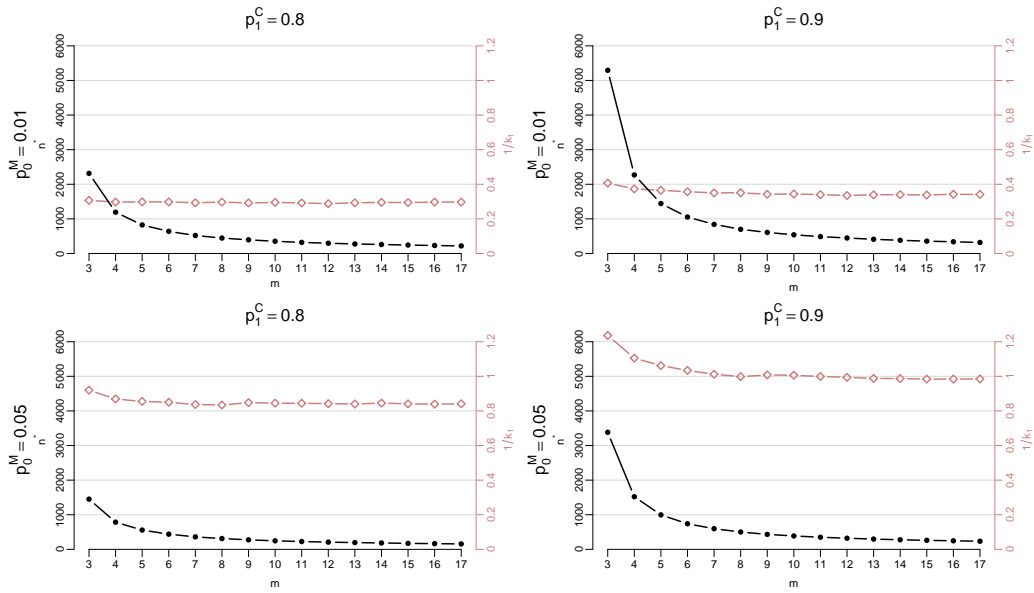 p₁ᶜ = 0.8
p₀ᴹ = 0.01
n*
0 1000 2000 3000 4000 5000 6000
3 4 5 6 7 8 9 10 11 12 13 14 15 16 17
m
0 0.2 0.4 0.6 0.8 1 1.2
1/k₁
p₁ᶜ = 0.9
p₀ᴹ = 0.01
n*
0 1000 2000 3000 4000 5000 6000
3 4 5 6 7 8 9 10 11 12 13 14 15 16 17
m
0 0.2 0.4 0.6 0.8 1 1.2
1/k₁
p₁ᶜ = 0.8
p₀ᴹ = 0.05
n*
0 1000 2000 3000 4000 5000 6000
3 4 5 6 7 8 9 10 11 12 13 14 15 16 17
m
0 0.2 0.4 0.6 0.8 1 1.2
1/k₁
p₁ᶜ = 0.9
p₀ᴹ = 0.05
n*
0 1000 2000 3000 4000 5000 6000
3 4 5 6 7 8 9 10 11 12 13 14 15 16 17
m
0 0.2 0.4 0.6 0.8 1 1.2
1/k₁